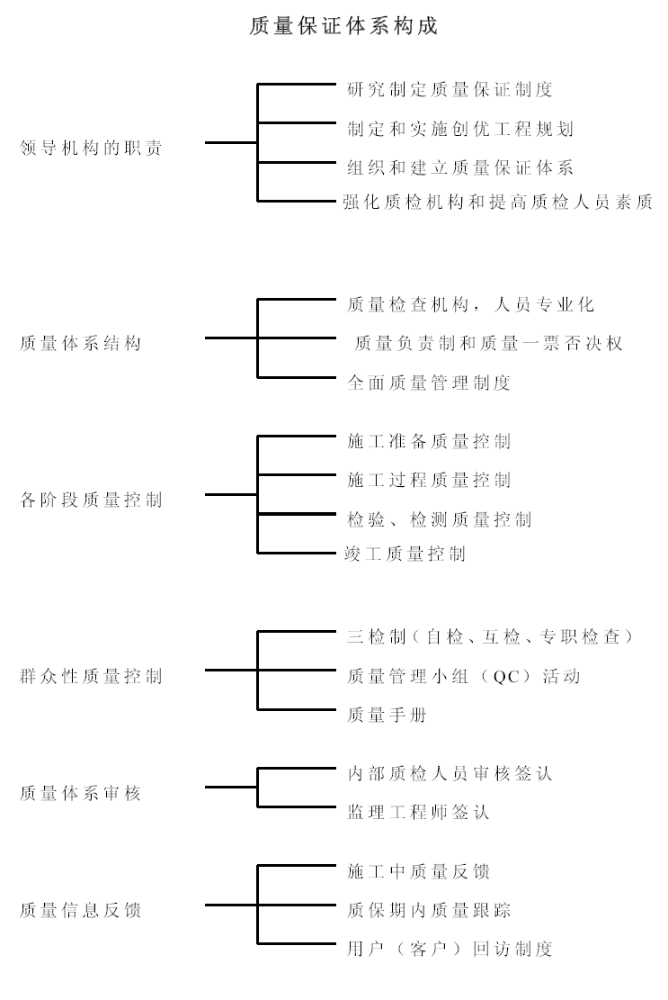 质量保证体系构成
领导机构的职责
研究制定质量保证制度
制定和实施创优工程规划
组织和建立质量保证体系
强化质检机构和提高质检人员素质
质量体系结构
质量检查机构，人员专业化
质量负责制和质量一票否决权
全面质量管理制度
各阶段质量控制
施工准备质量控制
施工过程质量控制
检验、检测质量控制
竣工质量控制
群众性质量控制
三检制（自检、互检、专职检查）
质量管理小组（QC）活动
质量手册
质量体系审核
内部质检人员审核签认
监理工程师签认
质量信息反馈
施工中质量反馈
质保期内质量跟踪
用户（客户）回访制度